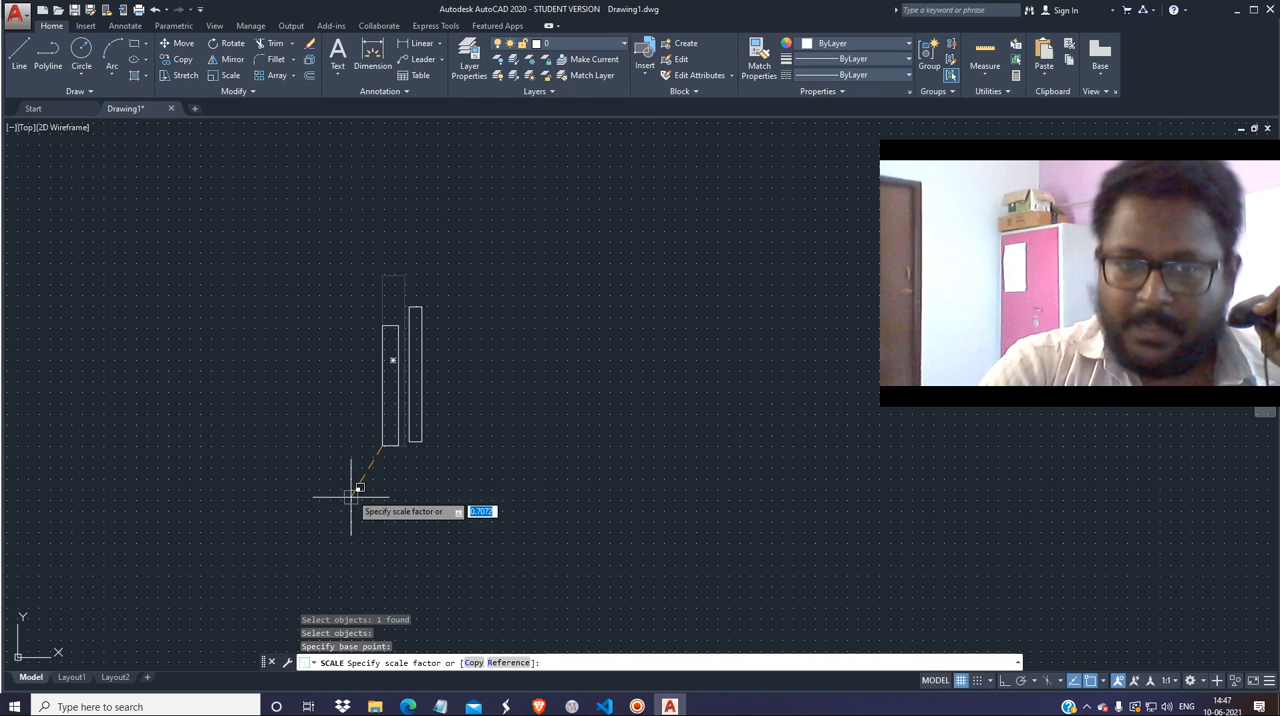 Autodesk AutoCAD 2020 - STUDENT VERSION Drawing1.dwg
Type a keyword or phrase
Sign In
Home Insert Annotate Parametric View Manage Output Add-ins Collaborate Express Tools Featured Apps
Line Polyline Circle Arc
Move Rotate Trim
Copy Mirror Fillet
Stretch Scale Array
Text Dimension
Linear
Leader
Table
Layer
Properties
0
Make Current
Match Layer
Insert
Create
Edit
Edit Attributes
Match
Properties
ByLayer
ByLayer
ByLayer
Group Measure Paste Base
Draw Modify Annotation Layers Block Properties Groups Utilities Clipboard View
Start Drawing1*
[−][Top][2D Wireframe]
Specify scale factor or 0.7072
Select objects: 1 found
Select objects:
Specify base point:
Y
X
SCALE Specify scale factor or [Copy Reference]:
Model Layout1 Layout2 +
MODEL 1:1
Type here to search
ENG
14:47
10-06-2021